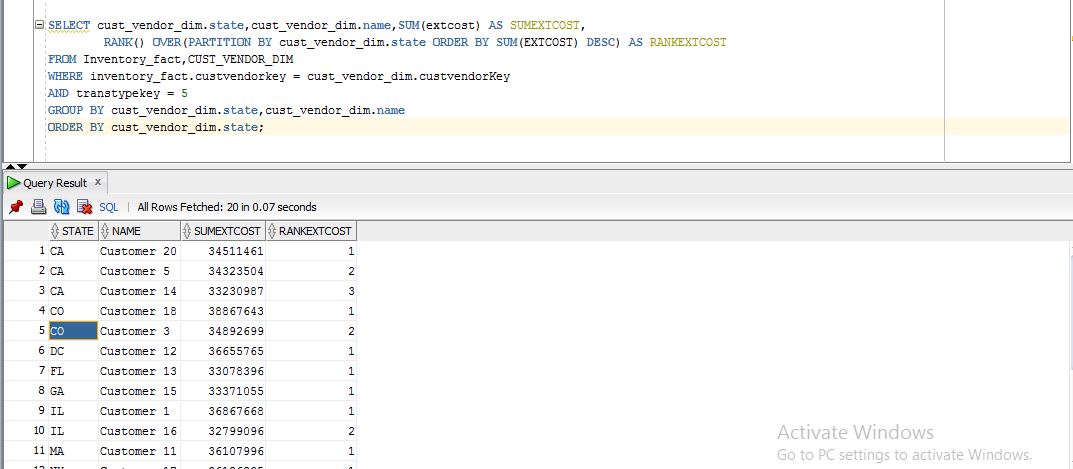 SELECT cust_vendor_dim.state,cust_vendor_dim.name,SUM(extcost) AS SUMEXTCOST,
RANK() OVER(PARTITION BY cust_vendor_dim.state ORDER BY SUM(EXTCOST) DESC) AS RANKEXTCOST
FROM Inventory_fact,CUST_VENDOR_DIM
WHERE inventory_fact.custvendorkey = cust_vendor_dim.custvendorKey
AND transtypekey = 5
GROUP BY cust_vendor_dim.state,cust_vendor_dim.name
ORDER BY cust_vendor_dim.state;
Query Result x
SQL | All Rows Fetched: 20 in 0.07 seconds
STATE NAME SUMEXTCOST RANKEXTCOST
1 CA Customer 20 34511461 1
2 CA Customer 5 34323504 2
3 CA Customer 14 33230987 3
4 CO Customer 18 38867643 1
5 CO Customer 3 34892699 2
6 DC Customer 12 36655765 1
7 FL Customer 13 33078396 1
8 GA Customer 15 33371055 1
9 IL Customer 1 36867668 1
10 IL Customer 16 32799096 2
11 MA Customer 11 36107996 1
Activate Windows
Go to PC settings to activate Windows.